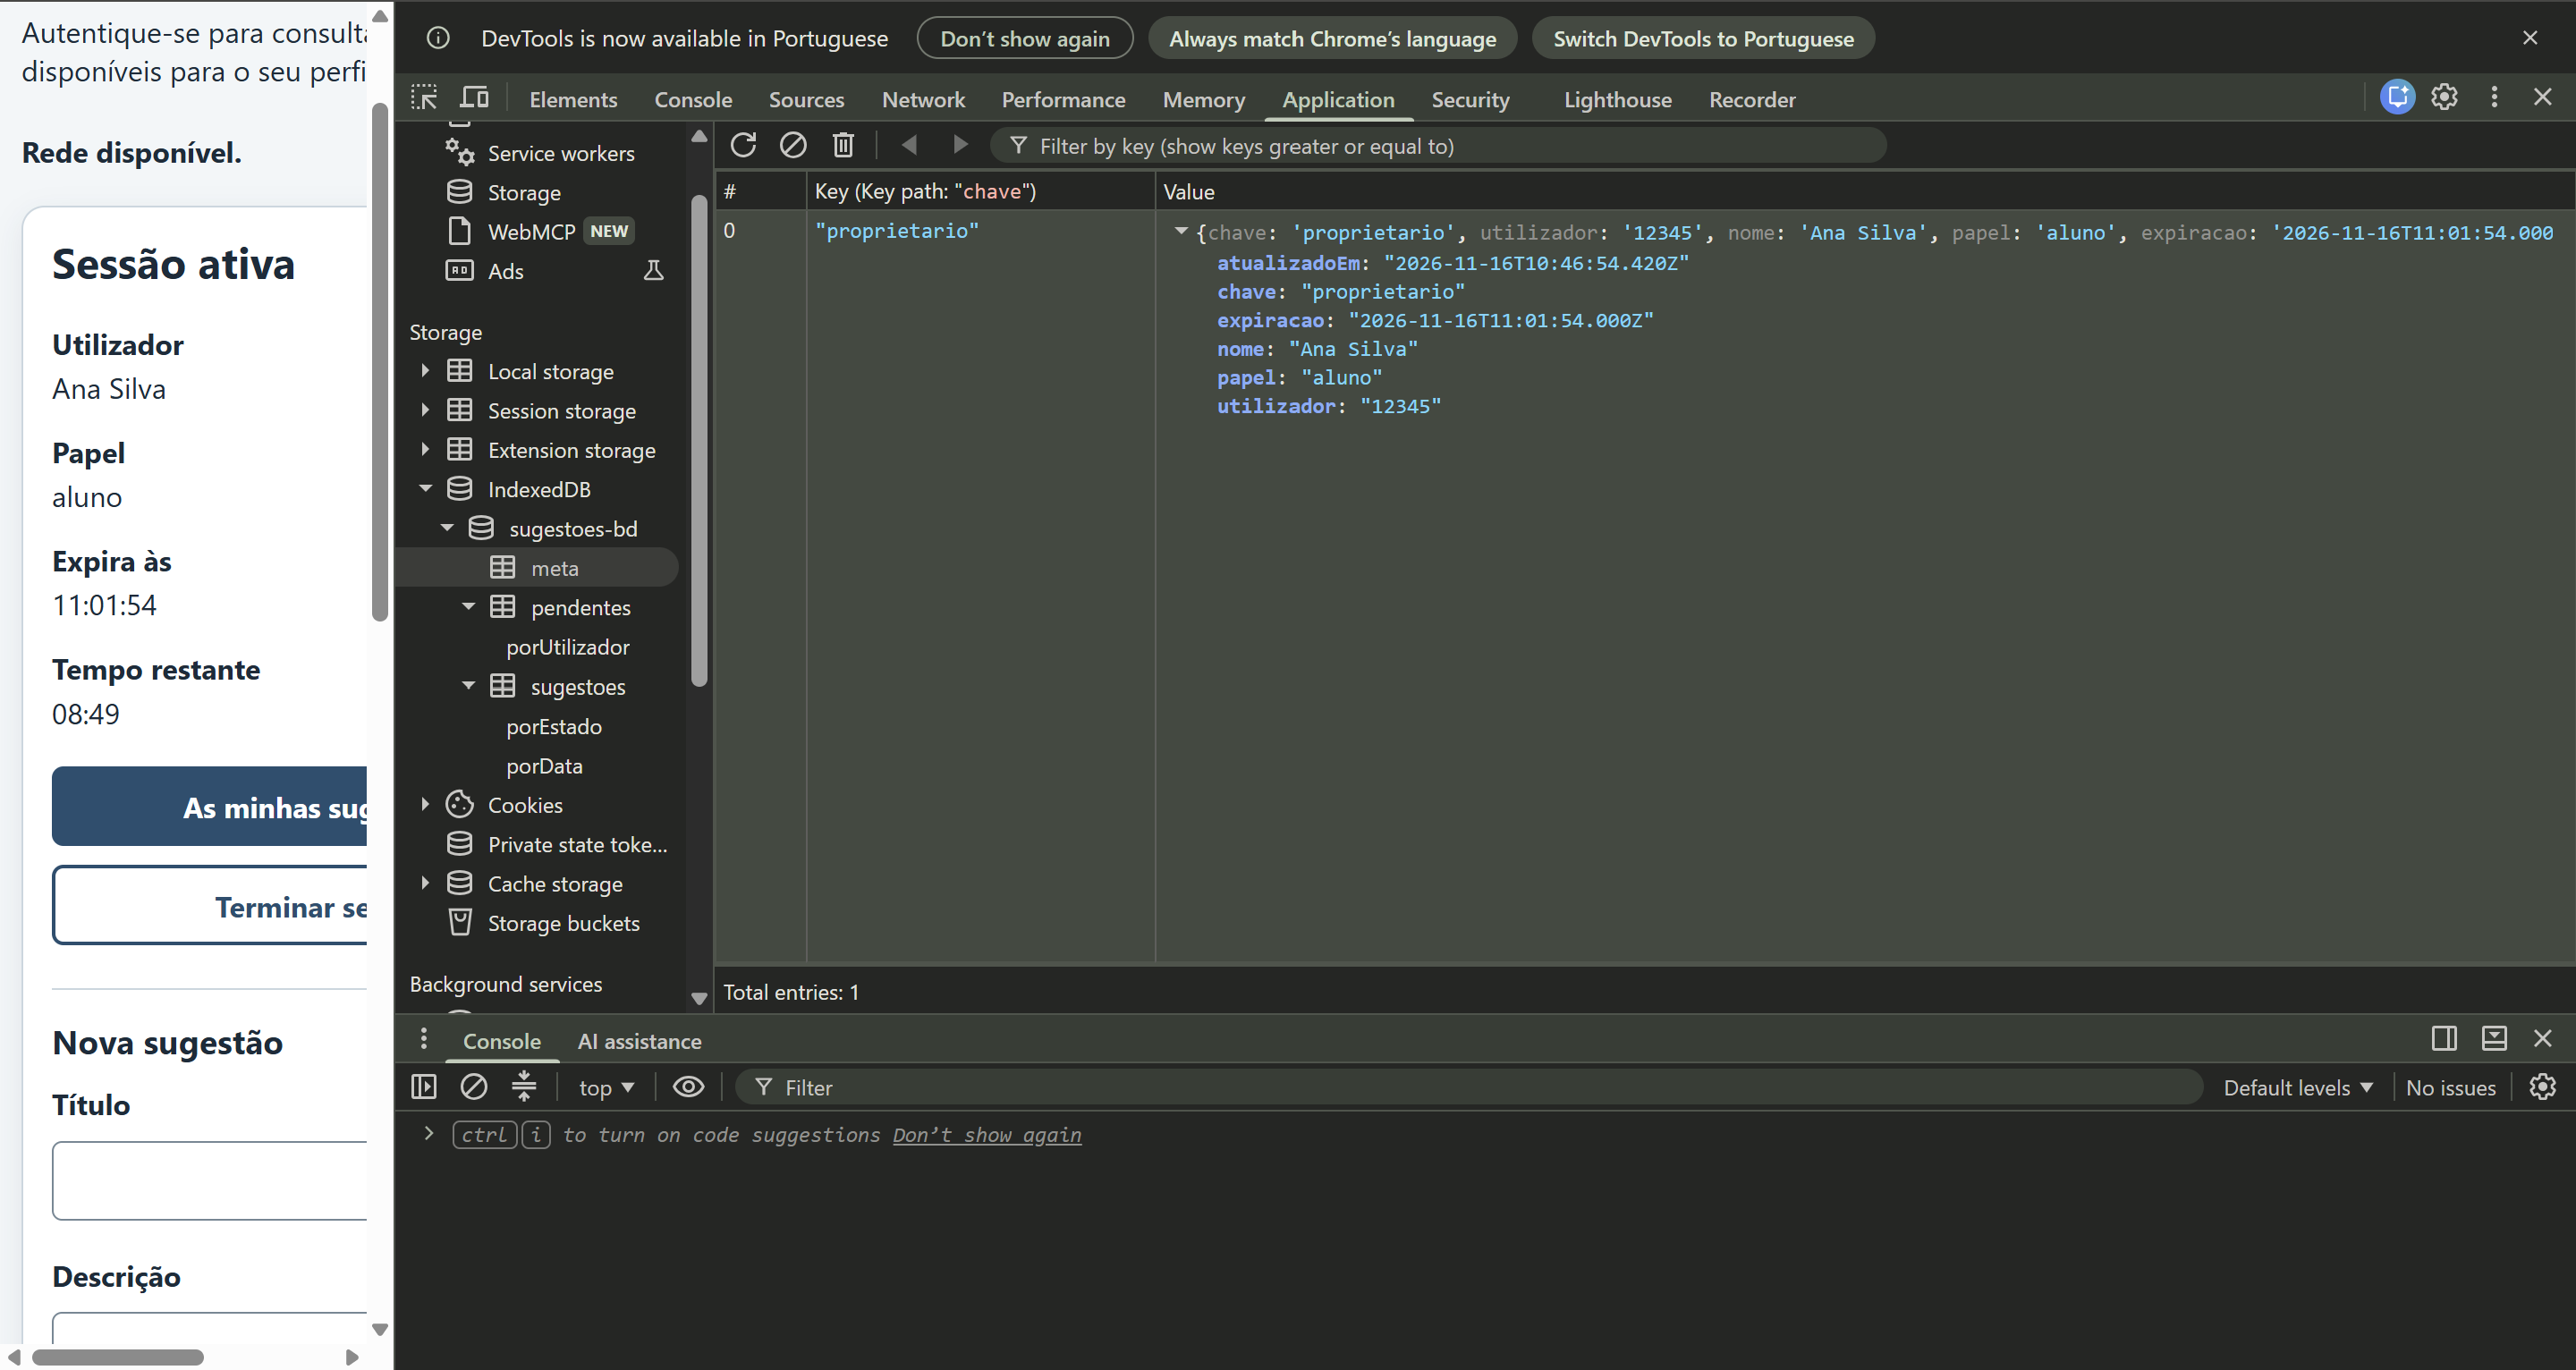 Autentique-se para consulta
disponíveis para o seu perfi
Rede disponível.
Sessão ativa
Utilizador
Ana Silva
Papel
aluno
Expira às
11:01:54
Tempo restante
08:49
As minhas sug
Terminar se
Nova sugestão
Título
Descrição
DevTools is now available in Portuguese
Don't show again
Always match Chrome's language
Switch DevTools to Portuguese
Elements
Console
Sources
Network
Performance
Memory
Application
Security
Lighthouse
Recorder
Service workers
Storage
WebMCP NEW
Ads
Storage
Local storage
Session storage
Extension storage
IndexedDB
sugestoes-bd
meta
pendentes
porUtilizador
sugestoes
porEstado
porData
Cookies
Private state toke...
Cache storage
Storage buckets
Background services
Filter by key (show keys greater or equal to)
# Key (Key path: "chave") Value
0 "proprietario" {chave: 'proprietario', utilizador: '12345', nome: 'Ana Silva', papel: 'aluno', expiracao: '2026-11-16T11:01:54.000
atualizadoEm: "2026-11-16T10:46:54.420Z"
chave: "proprietario"
expiracao: "2026-11-16T11:01:54.000Z"
nome: "Ana Silva"
papel: "aluno"
utilizador: "12345"
Total entries: 1
Console
AI assistance
top
Filter
Default levels
No issues
ctrl i to turn on code suggestions Don't show again